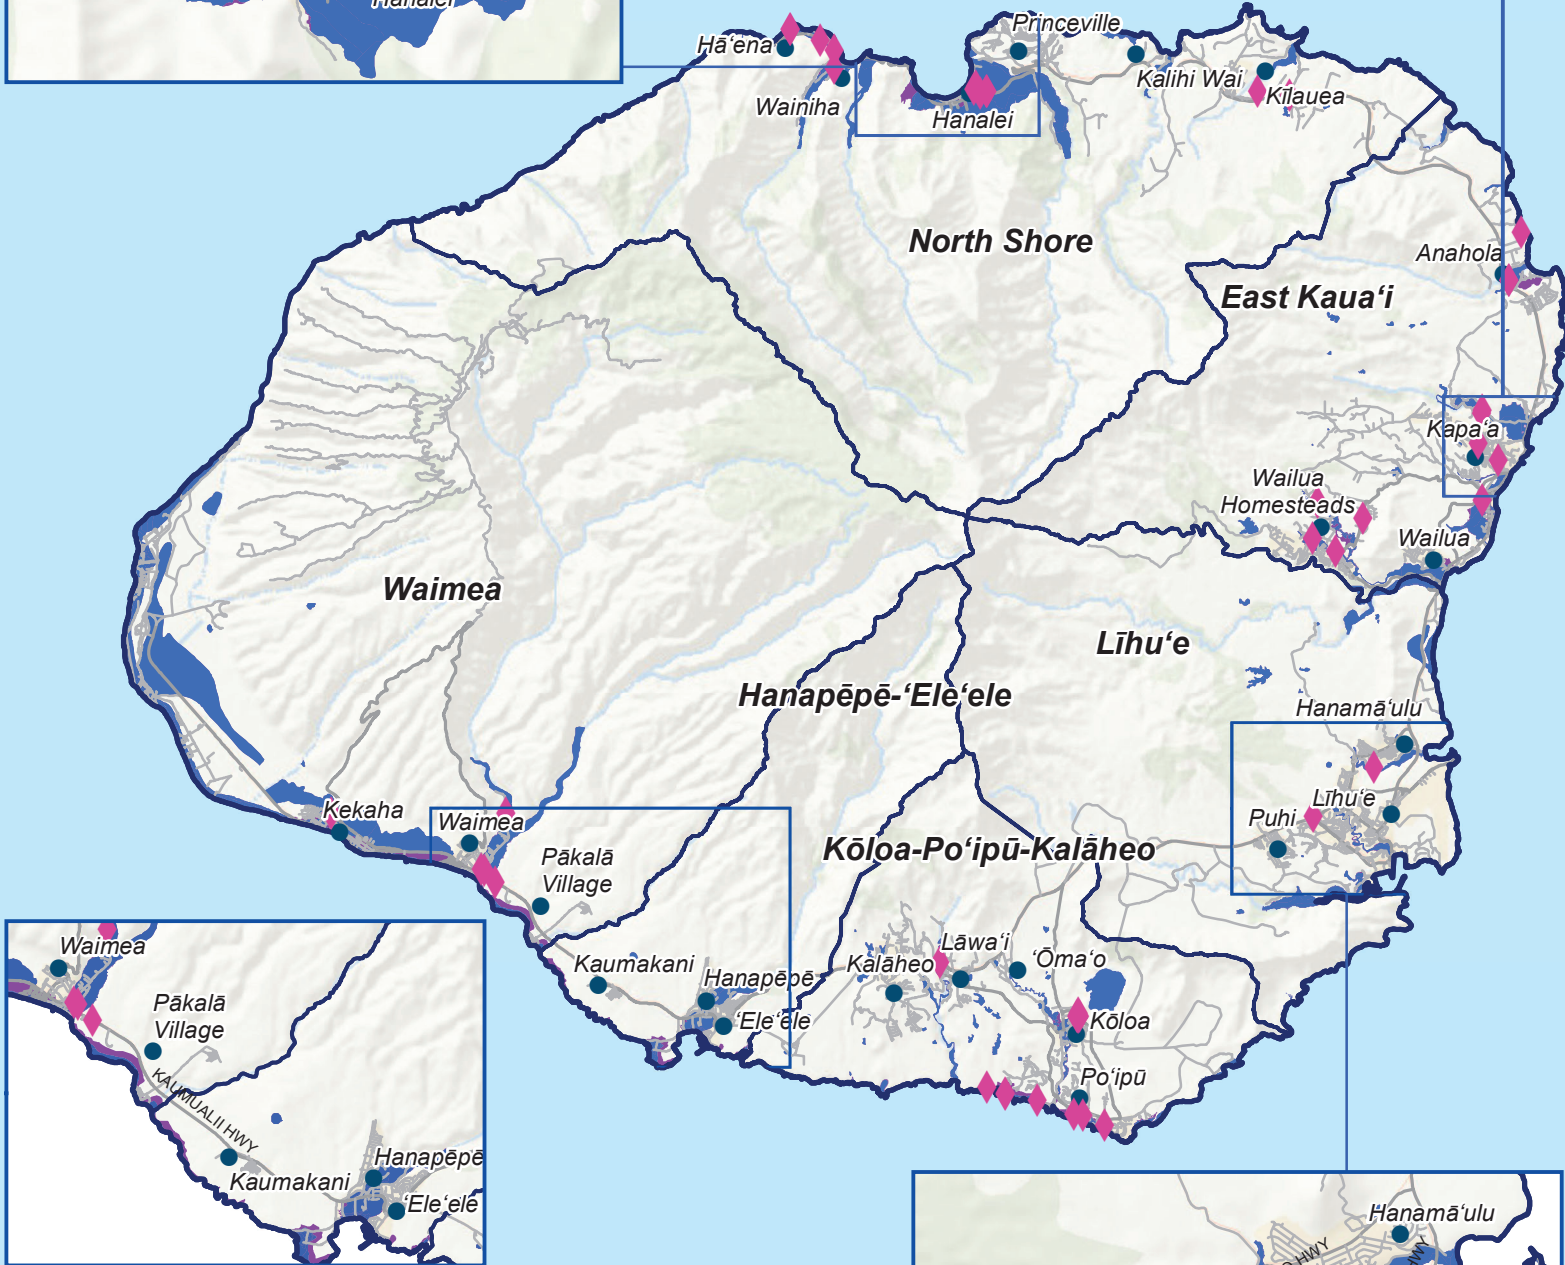 Hanalei
Princeville
Hāʻena
Kalihi Wai
Kīlauea
Wainiha
Hanalei
North Shore
Anahola
East Kauaʻi
Kapaʻa
Wailua
Homesteads
Wailua
Waimea
Līhuʻe
Hanapēpē-ʻEleʻele
Hanamāʻulu
Līhuʻe
Puhi
Kekaha
Waimea
Kōloa-Poʻipū-Kalāheo
Pākalā
Village
Lāwaʻi
ʻŌmaʻo
Kalāheo
Kaumakani
Hanapēpē
ʻEleʻele
Kōloa
Poʻipū
Waimea
Pākalā
Village
KAUMUALII HWY
Kaumakani
Hanapēpē
ʻEleʻele
Hanamāʻulu
HWY
HWY